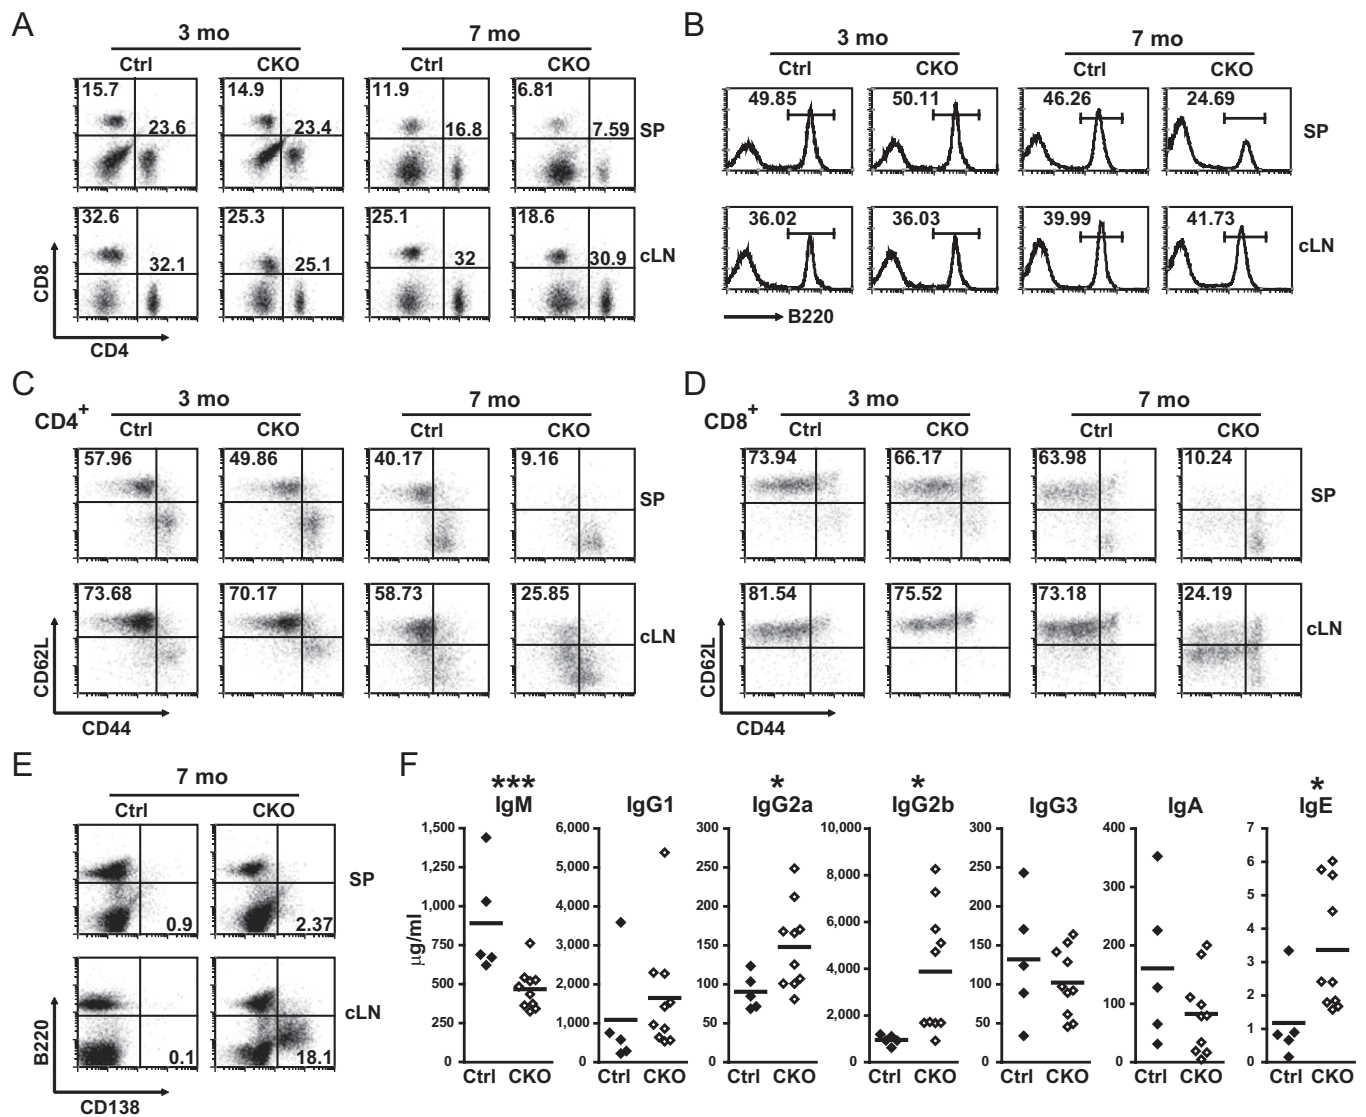 A
3 mo
7 mo
Ctrl
CKO
Ctrl
CKO
15.7
23.6
14.9
23.4
11.9
16.8
6.81
7.59
SP
32.6
32.1
25.3
25.1
25.1
32
18.6
30.9
cLN
CD8
CD4
B
3 mo
7 mo
Ctrl
CKO
Ctrl
CKO
49.85
50.11
46.26
24.69
SP
36.02
36.03
39.99
41.73
cLN
B220
C
CD4+
3 mo
7 mo
Ctrl
CKO
Ctrl
CKO
57.96
49.86
40.17
9.16
SP
73.68
70.17
58.73
25.85
cLN
CD62L
CD44
D
CD8+
3 mo
7 mo
Ctrl
CKO
Ctrl
CKO
73.94
66.17
63.98
10.24
SP
81.54
75.52
73.18
24.19
cLN
CD62L
CD44
E
7 mo
Ctrl
CKO
0.9
2.37
SP
0.1
18.1
cLN
B220
CD138
F
µg/ml
***
IgM
1,500
1,250
1,000
750
500
250
0
Ctrl CKO
IgG1
6,000
5,000
4,000
3,000
2,000
1,000
0
Ctrl CKO
*
IgG2a
300
250
200
150
100
50
0
Ctrl CKO
*
IgG2b
10,000
8,000
6,000
4,000
2,000
0
Ctrl CKO
IgG3
300
250
200
150
100
50
0
Ctrl CKO
IgA
400
300
200
100
0
Ctrl CKO
*
IgE
7
6
5
4
3
2
1
0
Ctrl CKO